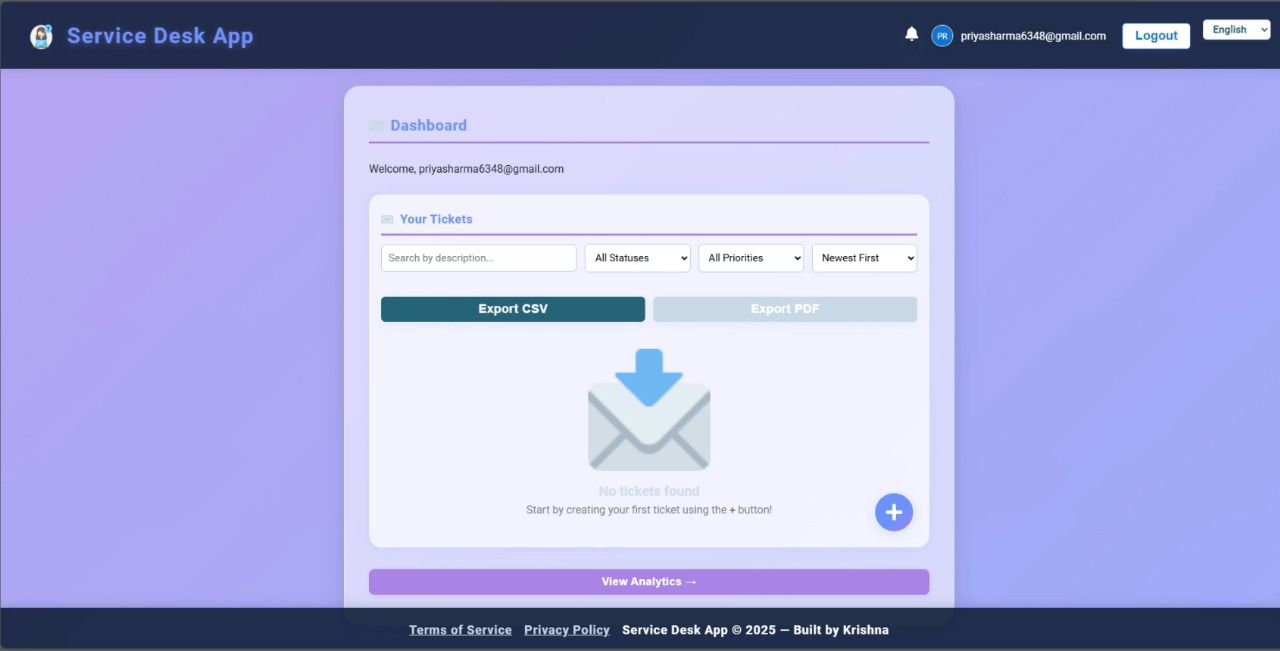 Service Desk App
PR priyasharma6348@gmail.com Logout English
Dashboard
Welcome, priyasharma6348@gmail.com
Your Tickets
Search by description... All Statuses All Priorities Newest First
Export CSV Export PDF
No tickets found
Start by creating your first ticket using the + button!
+
View Analytics →
Terms of Service Privacy Policy Service Desk App © 2025 — Built by Krishna